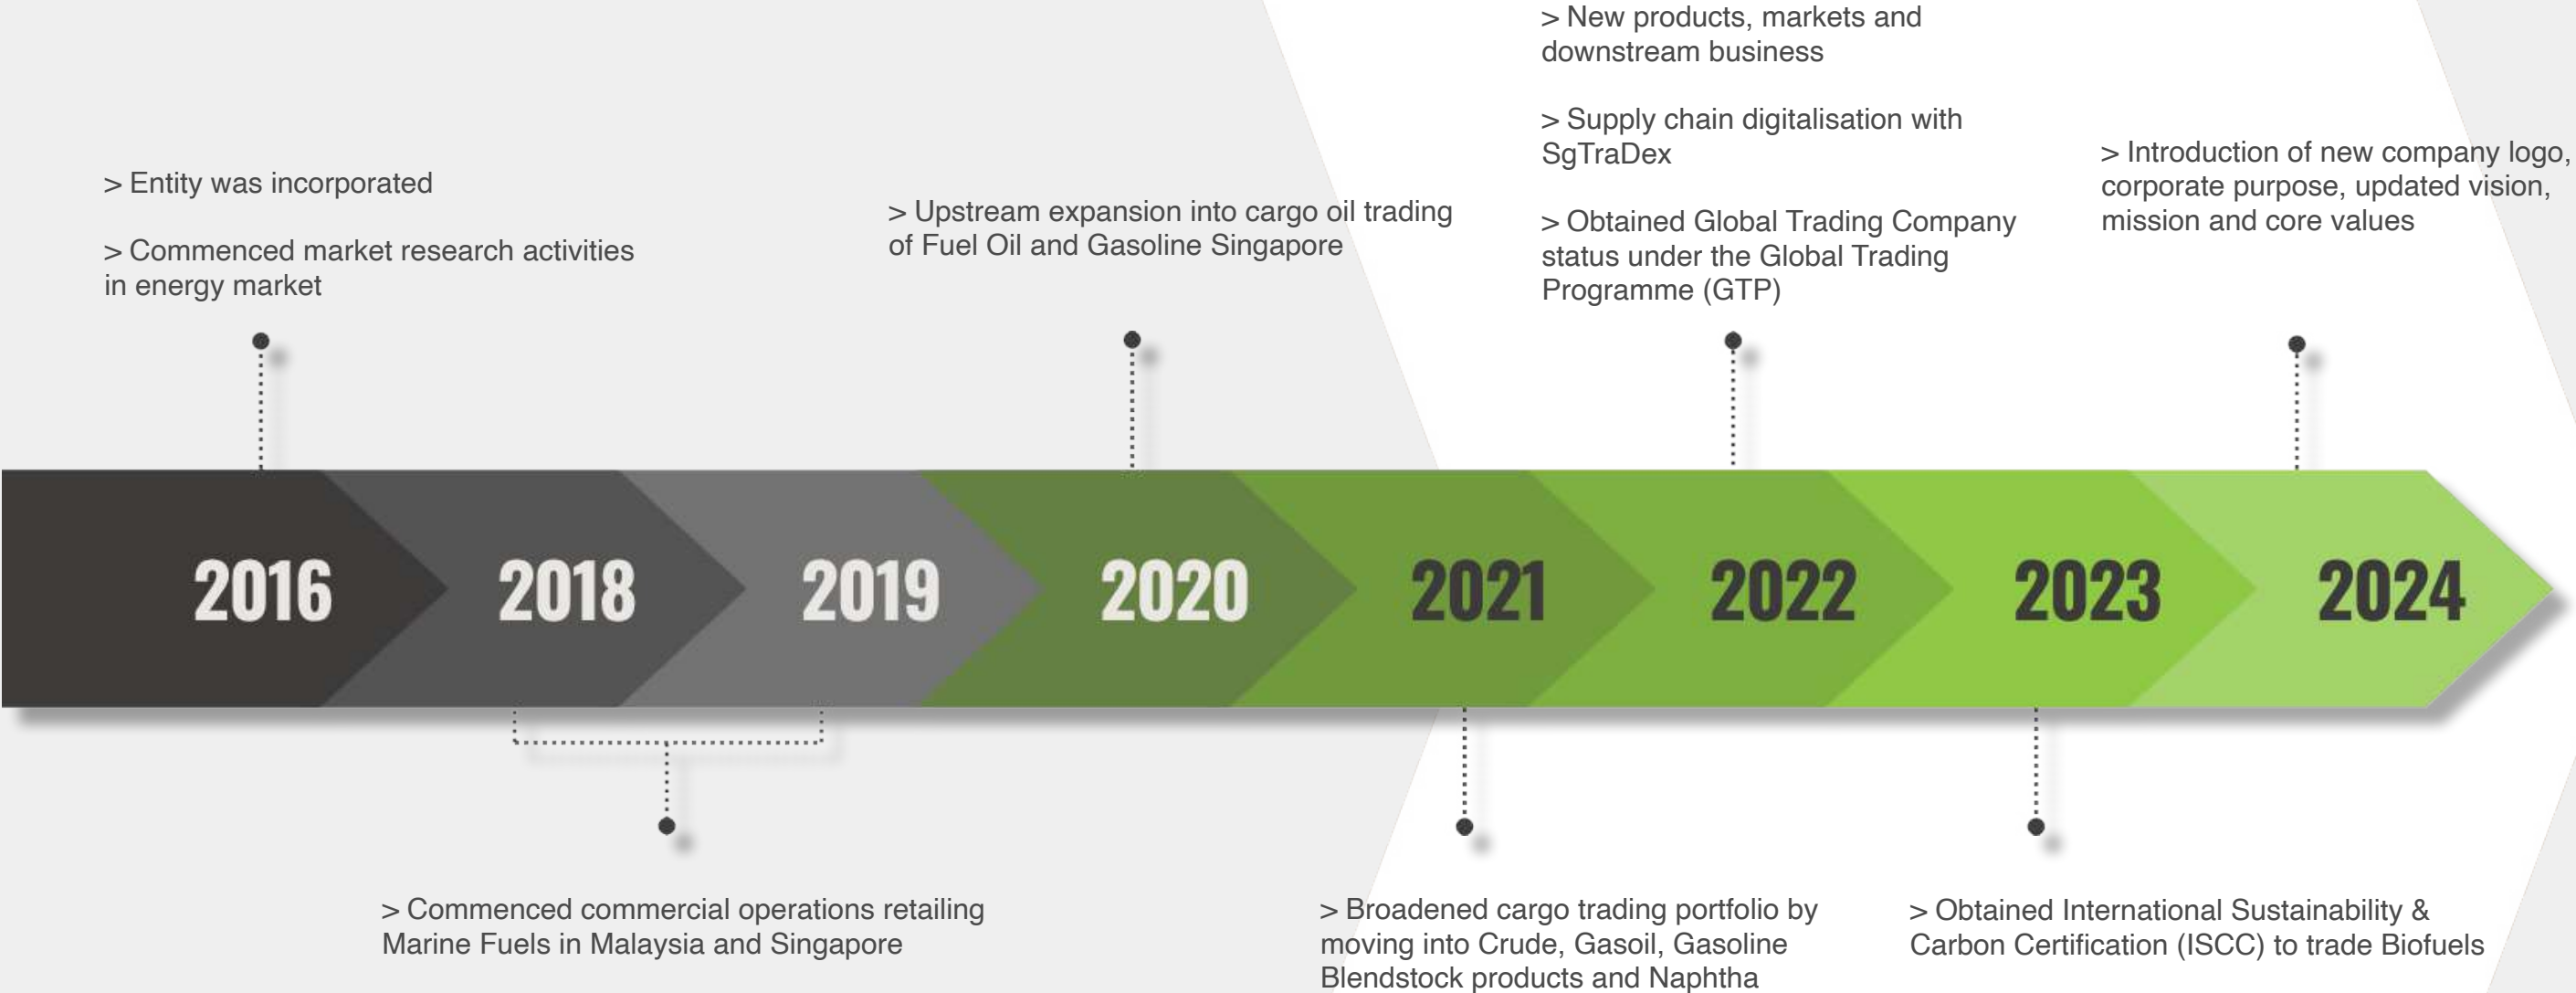 > New products, markets and
downstream business
> Supply chain digitalisation with
SgTraDex
> Obtained Global Trading Company
status under the Global Trading
Programme (GTP)
> Introduction of new company logo,
corporate purpose, updated vision,
mission and core values
> Entity was incorporated
> Commenced market research activities
in energy market
> Upstream expansion into cargo oil trading
of Fuel Oil and Gasoline Singapore
2016
2018
2019
2020
2021
2022
2023
2024
> Commenced commercial operations retailing
Marine Fuels in Malaysia and Singapore
> Broadened cargo trading portfolio by
moving into Crude, Gasoil, Gasoline
Blendstock products and Naphtha
> Obtained International Sustainability &
Carbon Certification (ISCC) to trade Biofuels